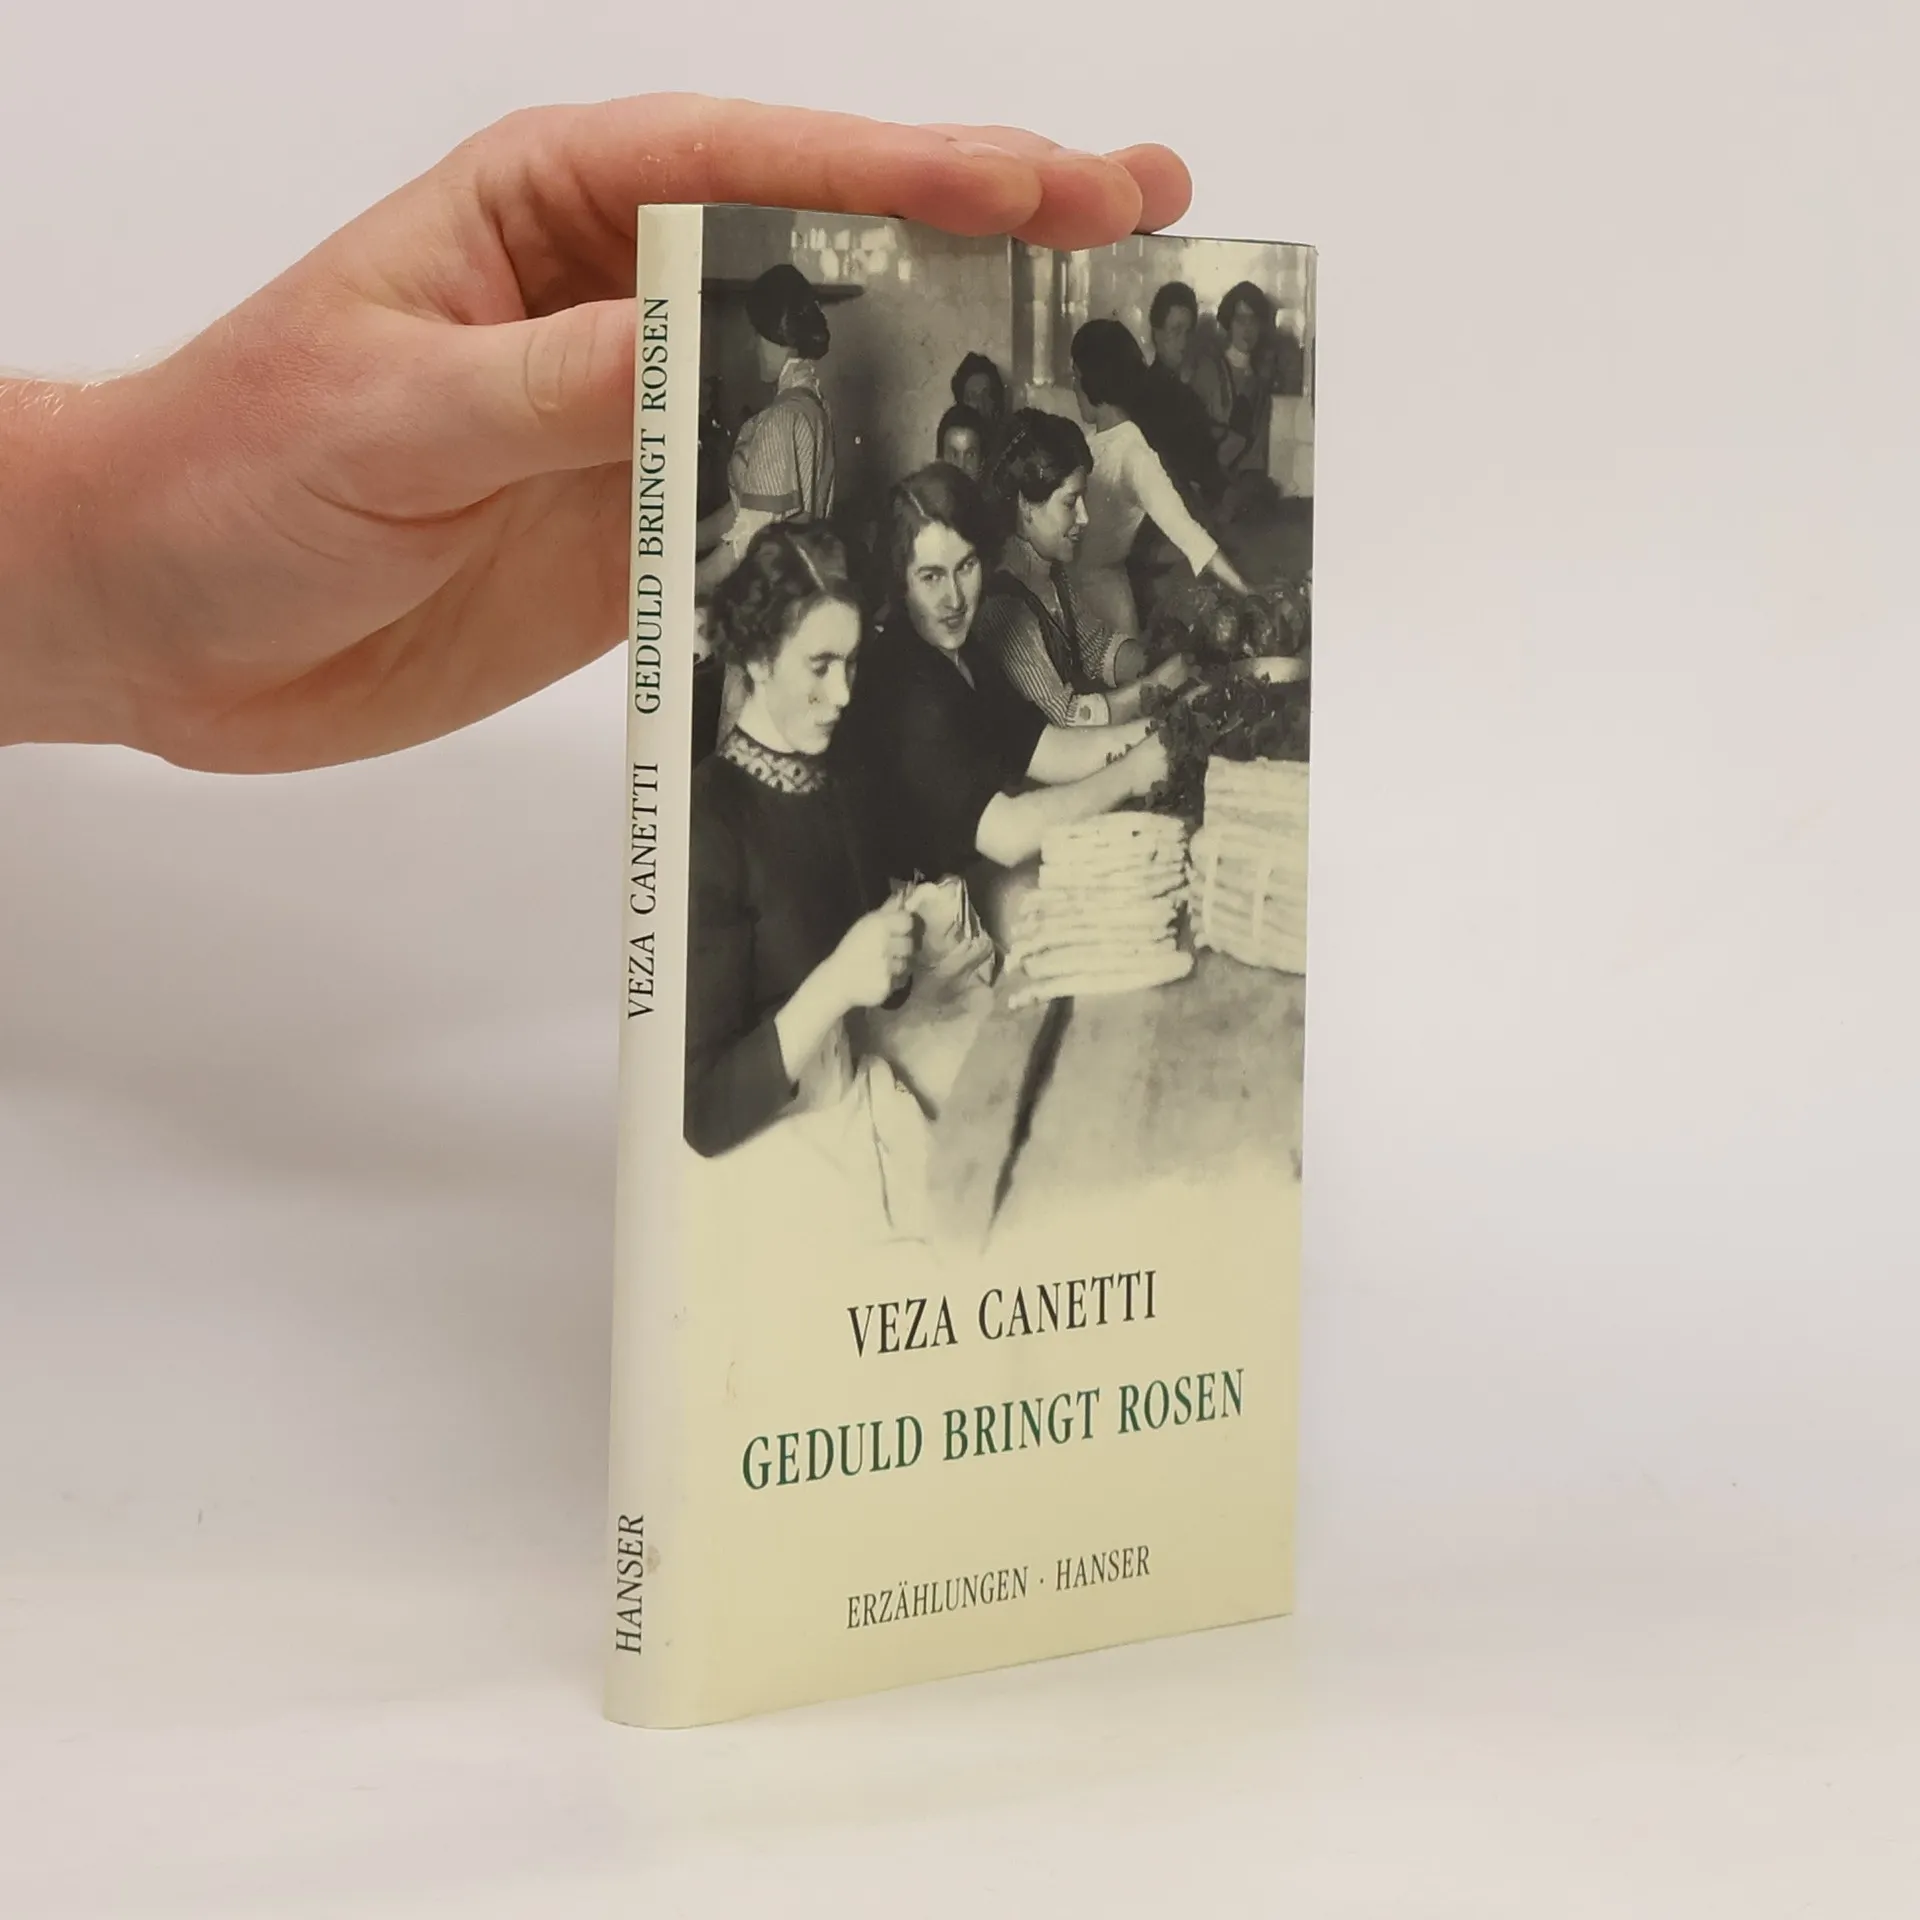 VEZA CANETTI GEDULD BRINGT ROSEN
HANSER
VEZA CANETTI
GEDULD BRINGT ROSEN
ERZÄHLUNGEN · HANSER